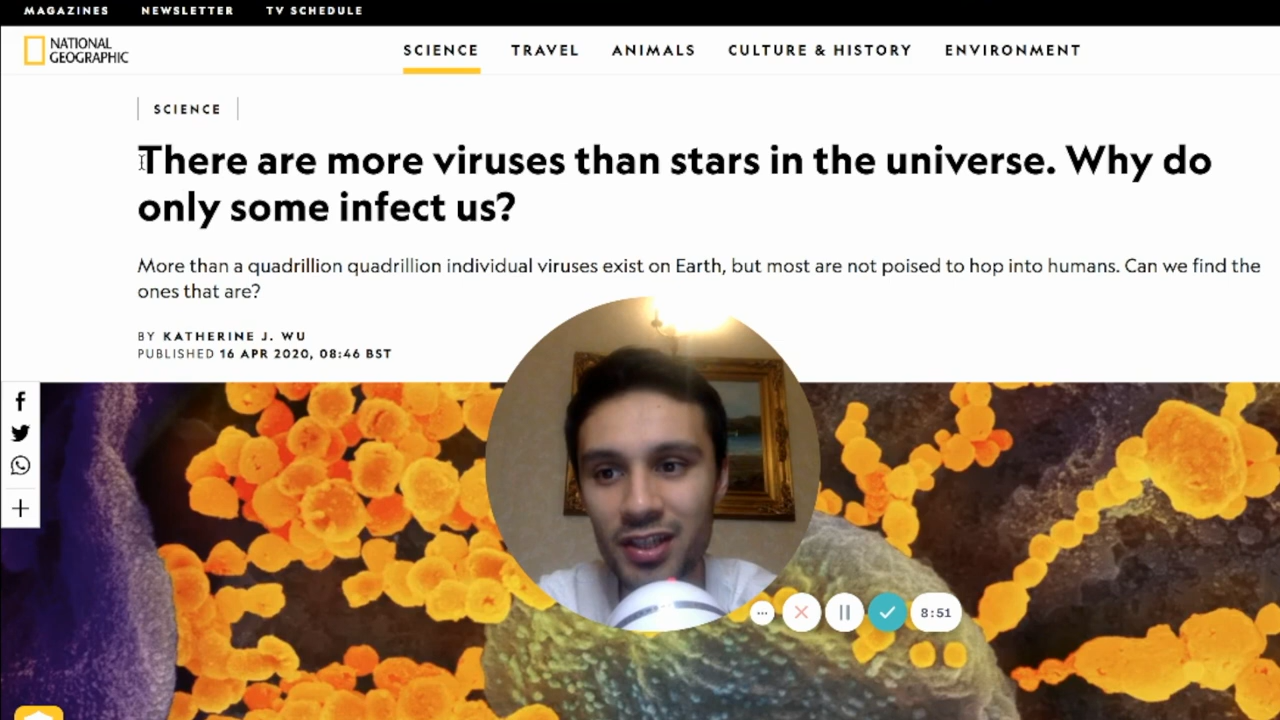 MAGAZINES NEWSLETTER TV SCHEDULE
NATIONAL
GEOGRAPHIC
SCIENCE TRAVEL ANIMALS CULTURE & HISTORY ENVIRONMENT
SCIENCE
There are more viruses than stars in the universe. Why do
only some infect us?
More than a quadrillion quadrillion individual viruses exist on Earth, but most are not poised to hop into humans. Can we find the
ones that are?
BY KATHERINE J. WU
PUBLISHED 16 APR 2020, 08:46 BST
8:51